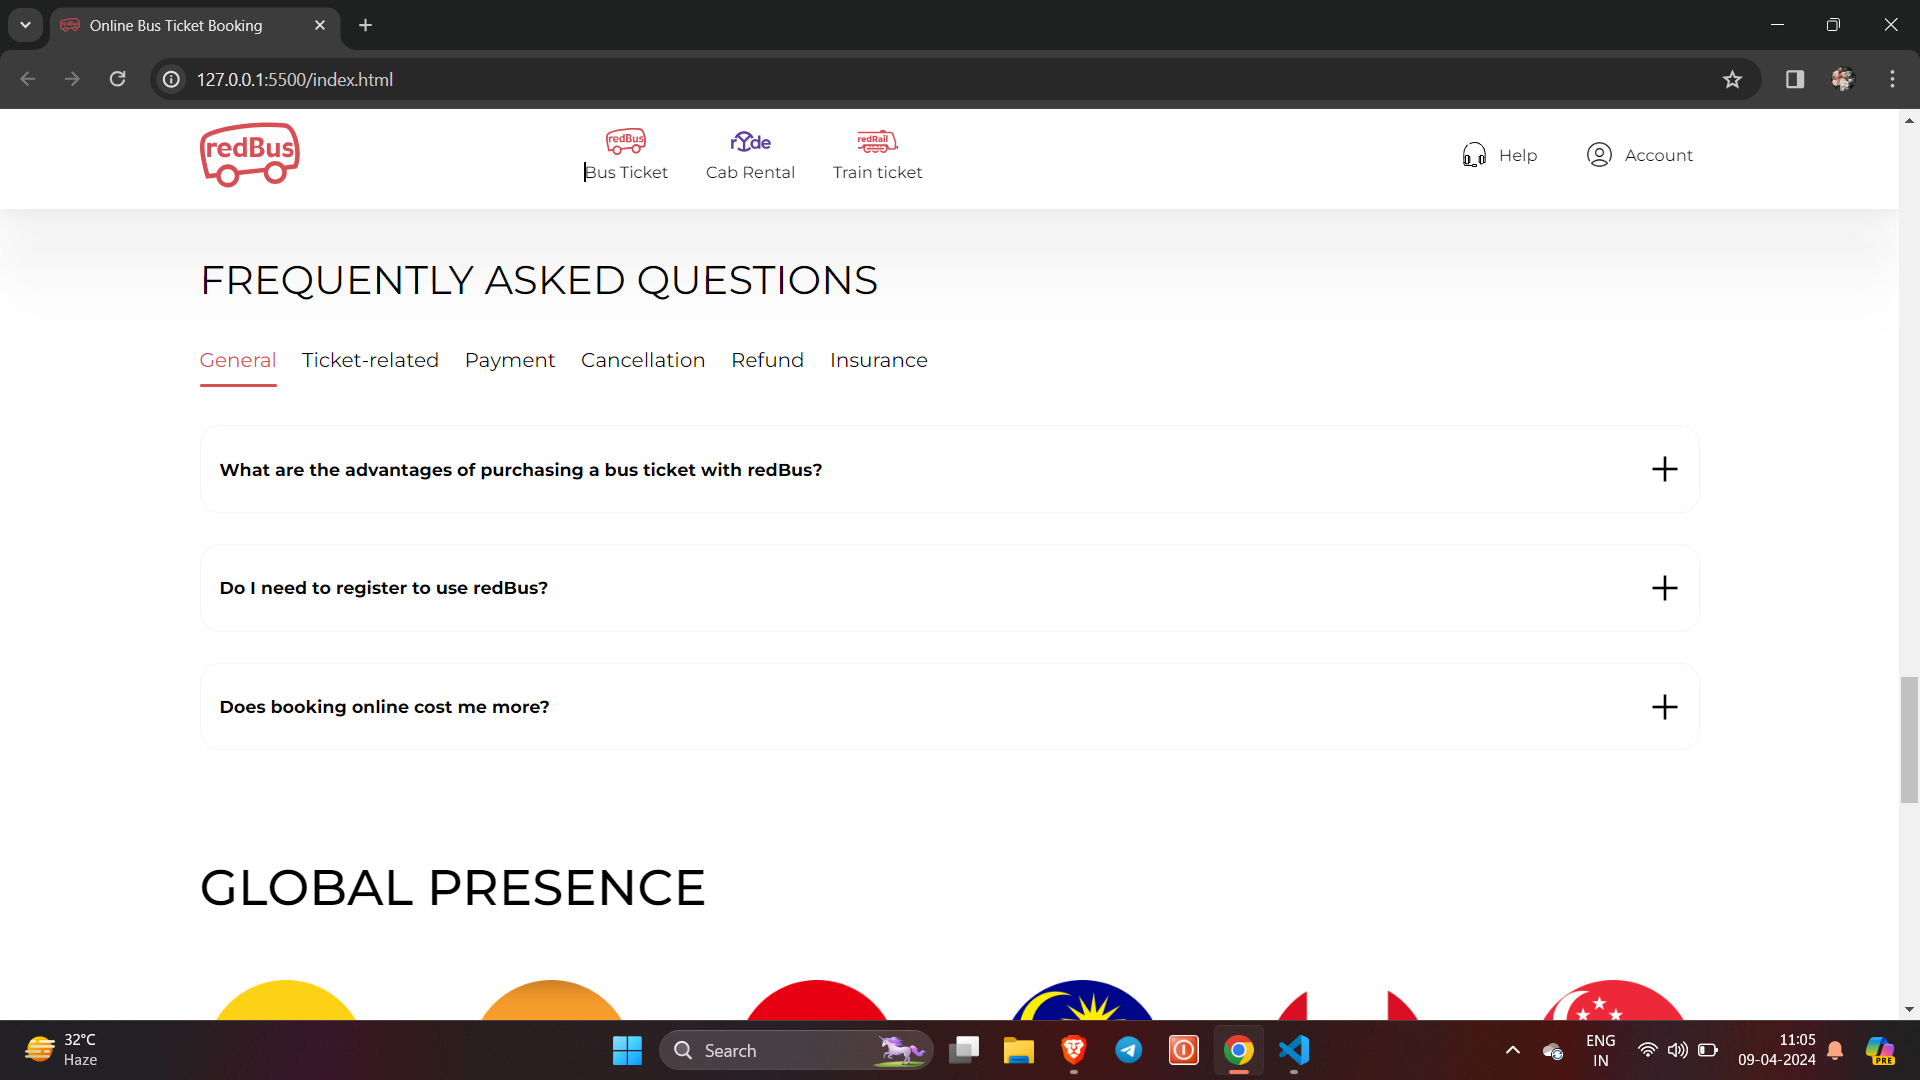 Online Bus Ticket Booking
127.0.0.1:5500/index.html
redBus
redBus
Bus Ticket
rYde
Cab Rental
redRail
Train ticket
Help
Account
FREQUENTLY ASKED QUESTIONS
General Ticket-related Payment Cancellation Refund Insurance
What are the advantages of purchasing a bus ticket with redBus?
Do I need to register to use redBus?
Does booking online cost me more?
GLOBAL PRESENCE
32°C
Haze
Search
ENG
IN
11:05
09-04-2024
PRE